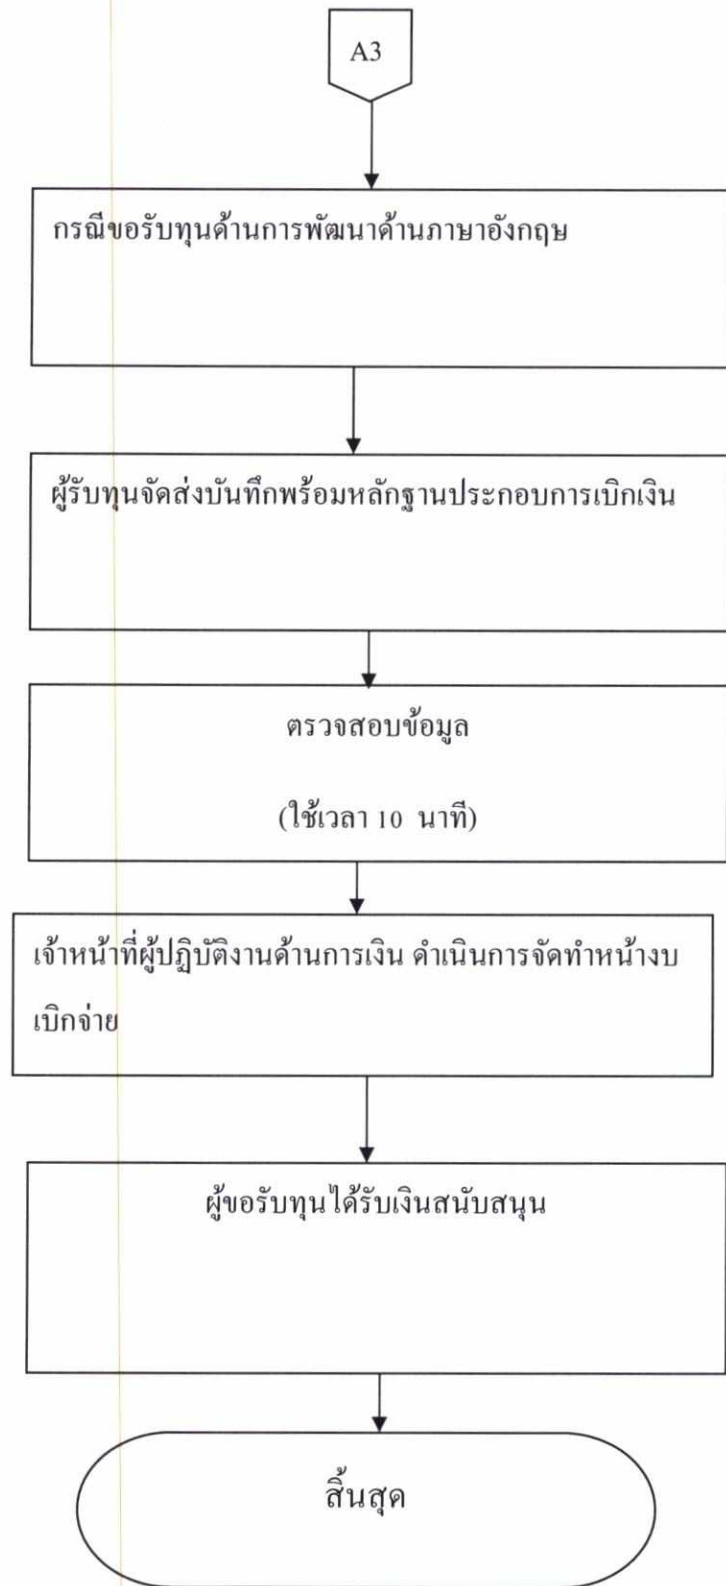 A3
กรณีขอรับทุนด้านการพัฒนาด้านภาษาอังกฤษ
ผู้รับทุนจัดส่งบันทึกพร้อมหลักฐานประกอบการเบิกเงิน
ตรวจสอบข้อมูล
(ใช้เวลา 10 นาที)
เจ้าหน้าที่ผู้ปฏิบัติงานด้านการเงิน ดำเนินการจัดทำหน้างบ
เบิกจ่าย
ผู้ขอรับทุนได้รับเงินสนับสนุน
สิ้นสุด